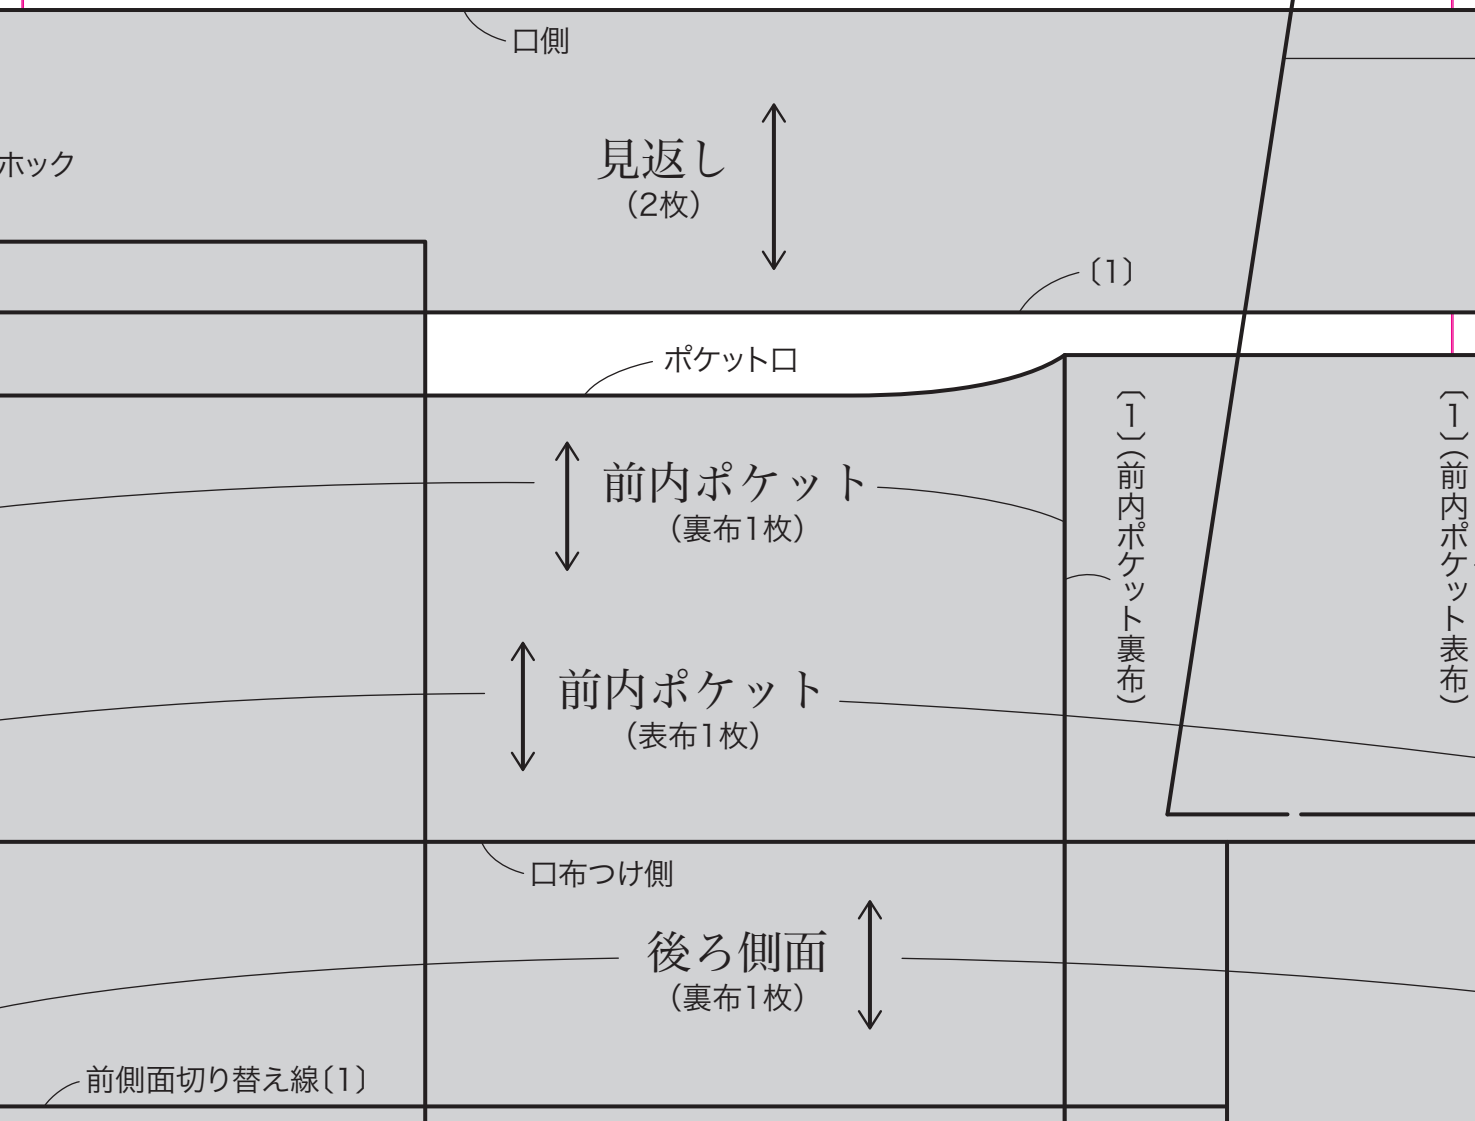 口側
ホック
見返し
（2枚）
〔1〕
ポケット口
前内ポケット
（裏布1枚）
〔1〕（前内ポケット裏布）
〔1〕（前内ポケット表布）
前内ポケット
（表布1枚）
口布つけ側
後ろ側面
（裏布1枚）
前側面切り替え線〔1〕